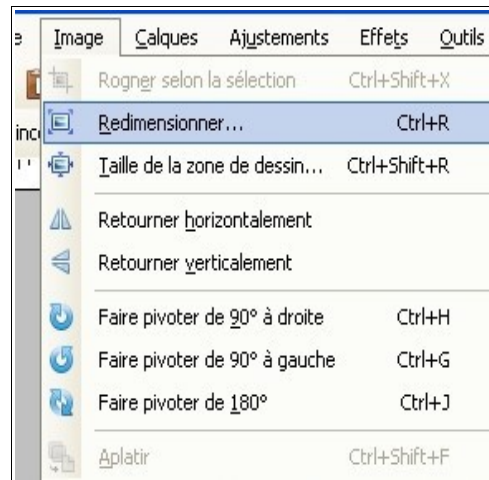 Image Calques Ajustements Effets Outils
Rogner selon la sélection Ctrl+Shift+X
Redimensionner... Ctrl+R
Taille de la zone de dessin... Ctrl+Shift+R
Retourner horizontalement
Retourner verticalement
Faire pivoter de 90° à droite Ctrl+H
Faire pivoter de 90° à gauche Ctrl+G
Faire pivoter de 180° Ctrl+J
Aplatir Ctrl+Shift+F